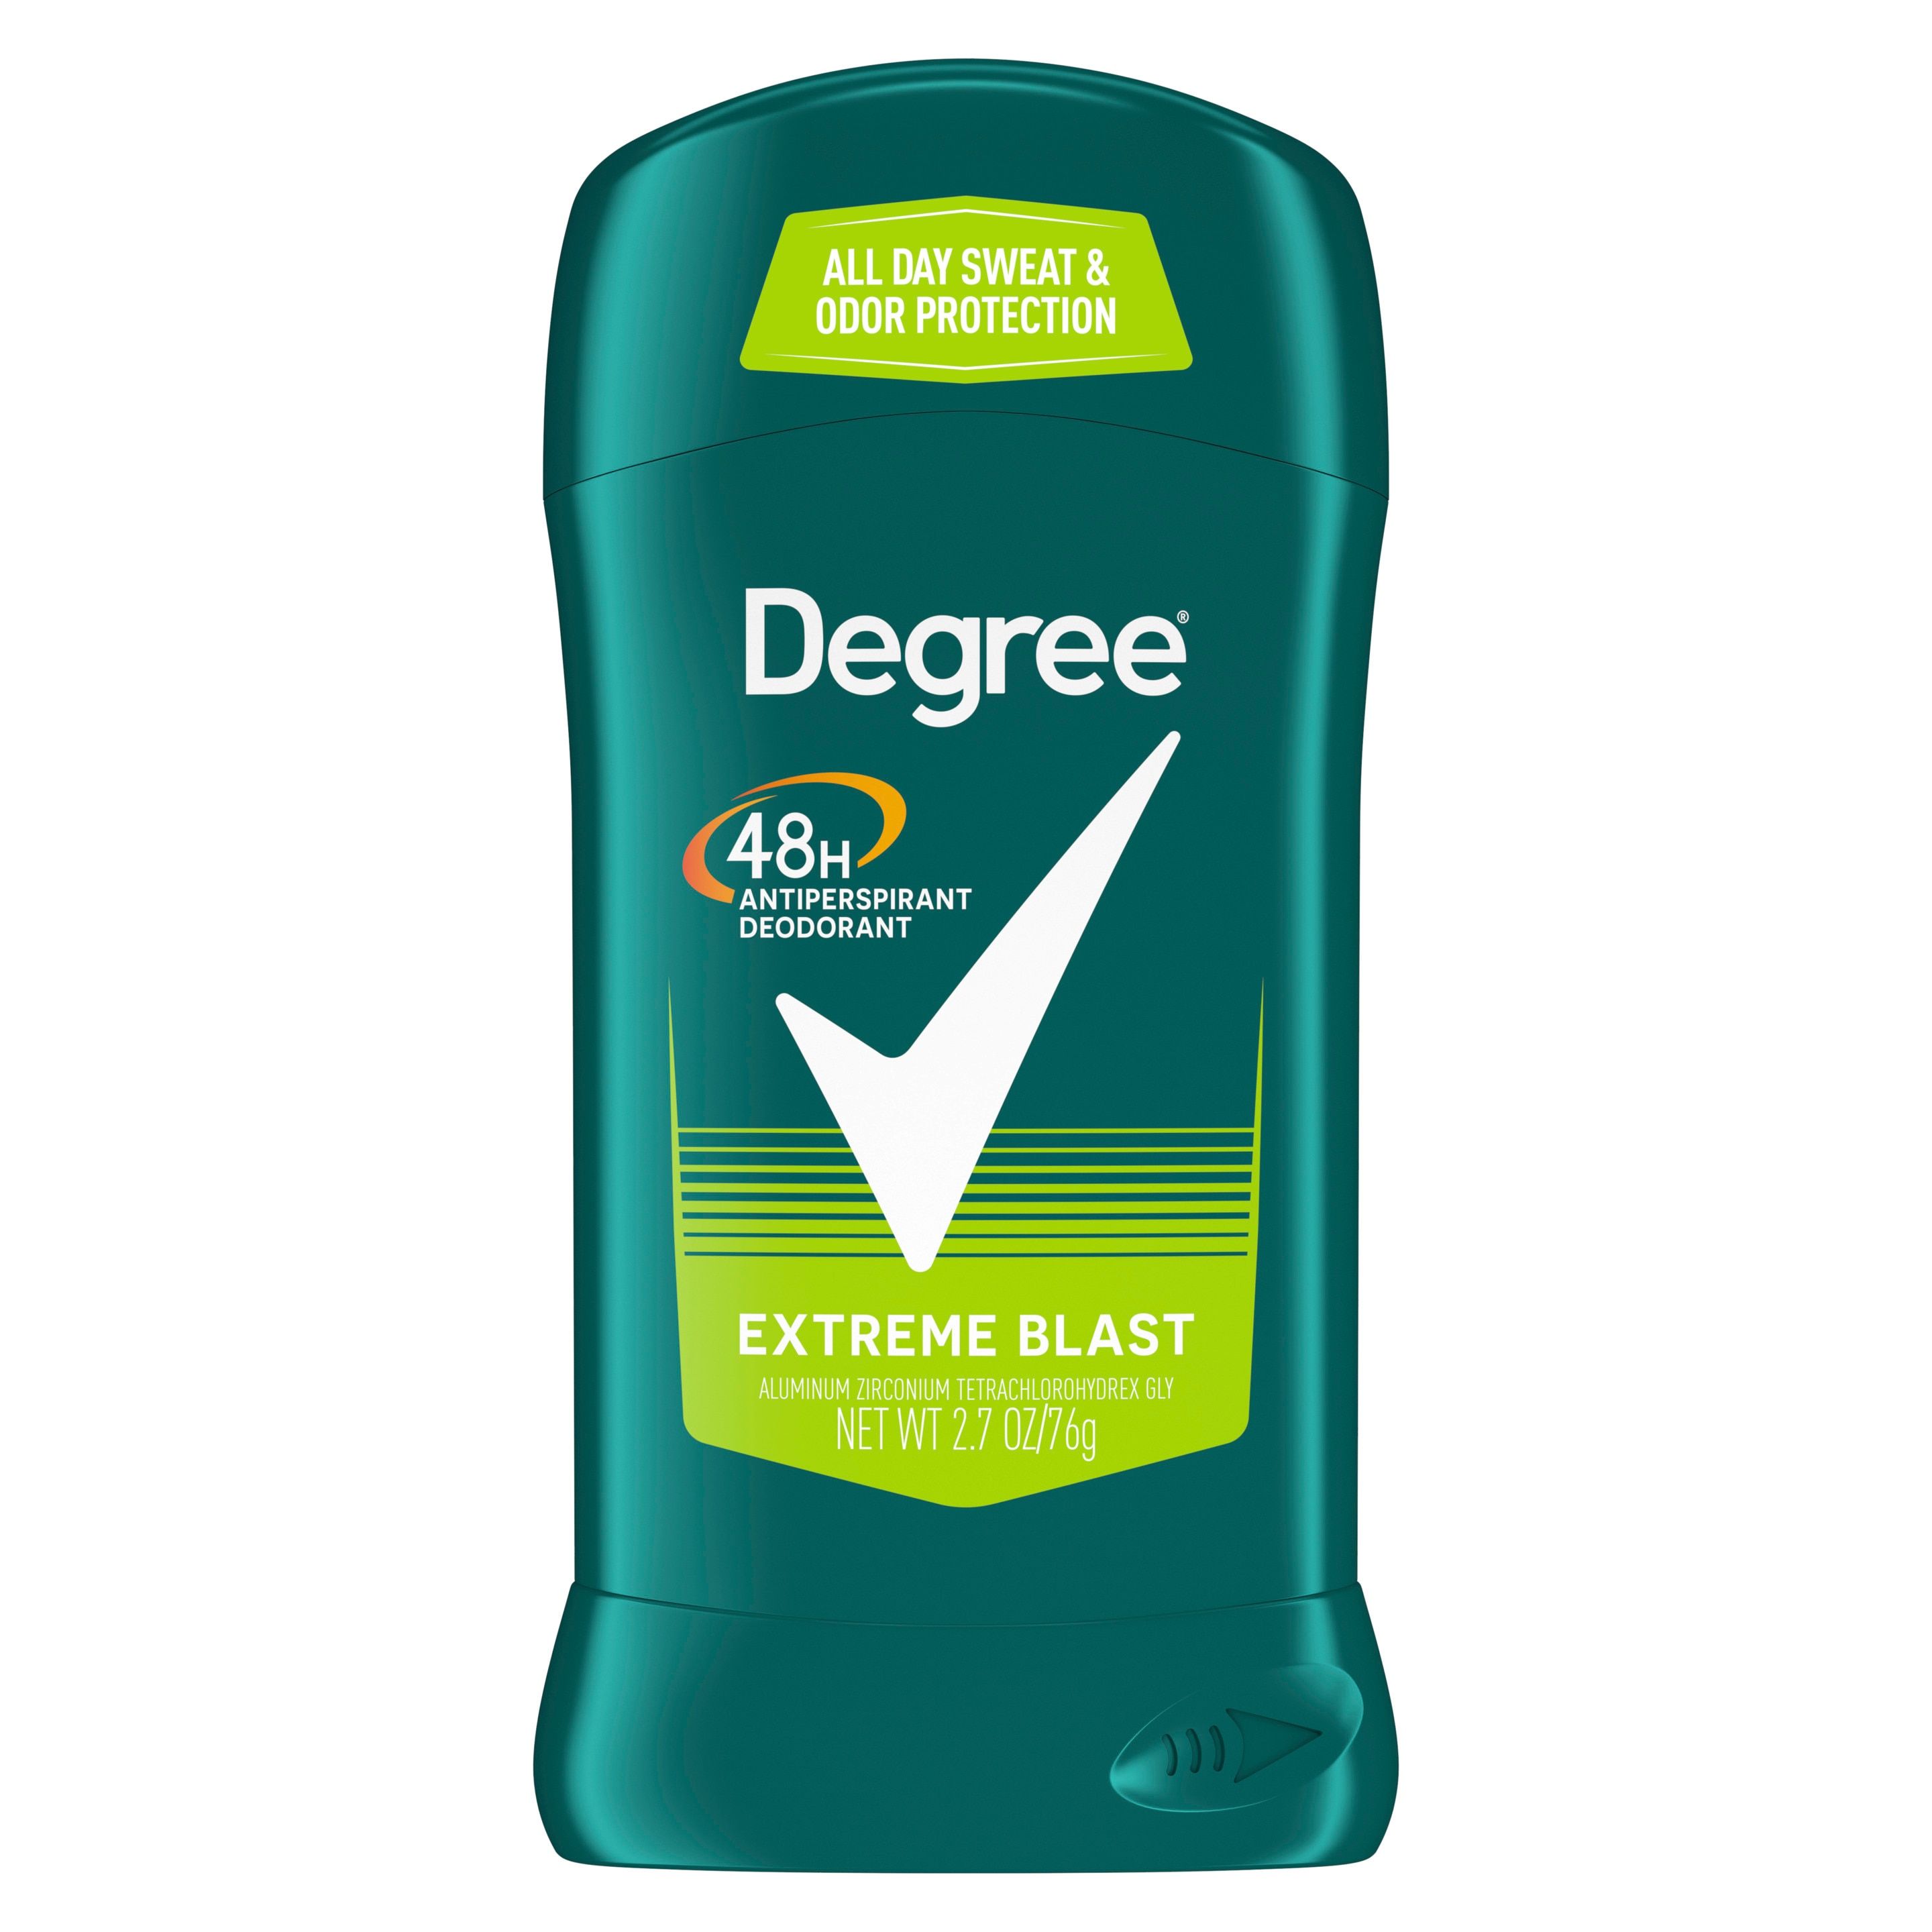 ALL DAY SWEAT &
ODOR PROTECTION
Degree®
48H
ANTIPERSPIRANT
DEODORANT
EXTREME BLAST
ALUMINUM ZIRCONIUM TETRACHLOROHYDREX GLY
NET WT 2.7 OZ/76g